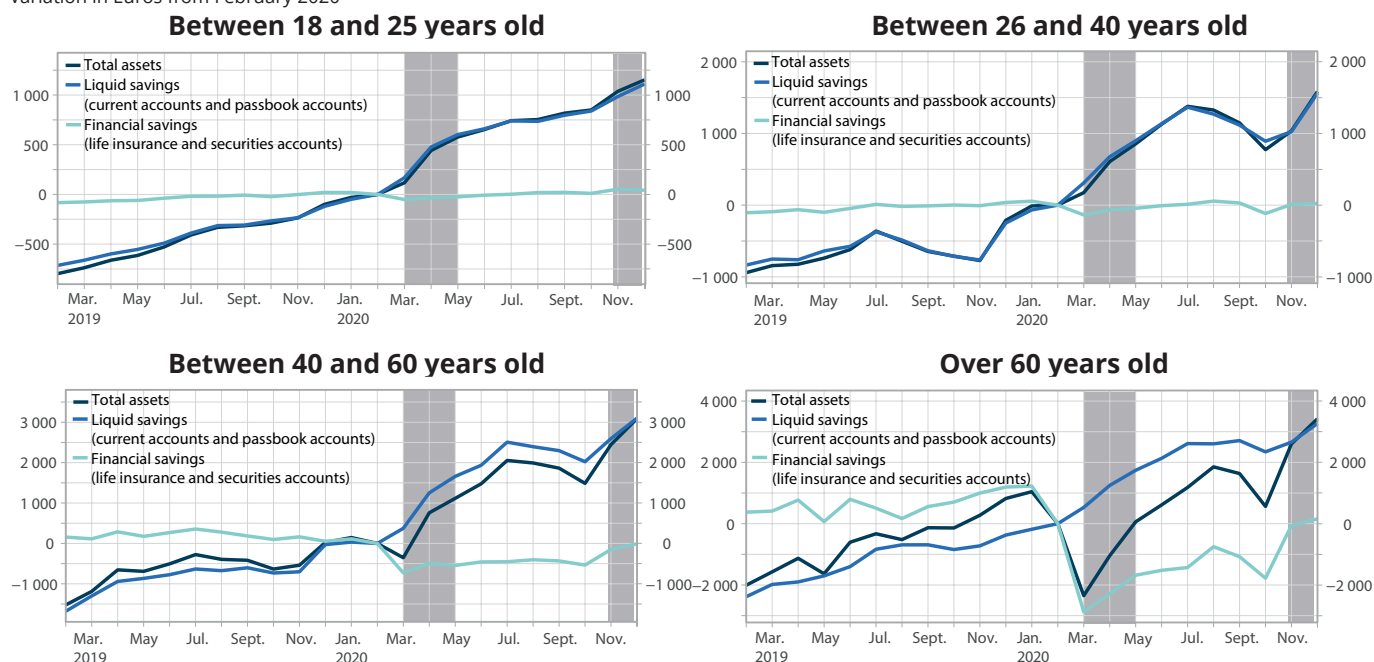 Variation in Euros from February 2020
Between 18 and 25 years old
Total assets
Liquid savings
(current accounts and passbook accounts)
Financial savings
(life insurance and securities accounts)
1 000
500
0
−500
1 000
500
0
−500
Mar. May Jul. Sept. Nov. Jan. Mar. May Jul. Sept. Nov.
2019 2020
Between 26 and 40 years old
Total assets
Liquid savings
(current accounts and passbook accounts)
Financial savings
(life insurance and securities accounts)
2 000
1 000
0
−1 000
2 000
1 000
0
−1 000
Mar. May Jul. Sept. Nov. Jan. Mar. May Jul. Sept. Nov.
2019 2020
Between 40 and 60 years old
Total assets
Liquid savings
(current accounts and passbook accounts)
Financial savings
(life insurance and securities accounts)
3 000
2 000
1 000
0
−1 000
3 000
2 000
1 000
0
−1 000
Mar. May Jul. Sept. Nov. Jan. Mar. May Jul. Sept. Nov.
2019 2020
Over 60 years old
Total assets
Liquid savings
(current accounts and passbook accounts)
Financial savings
(life insurance and securities accounts)
4 000
2 000
0
−2 000
4 000
2 000
0
−2 000
Mar. May Jul. Sept. Nov. Jan. Mar. May Jul. Sept. Nov.
2019 2020